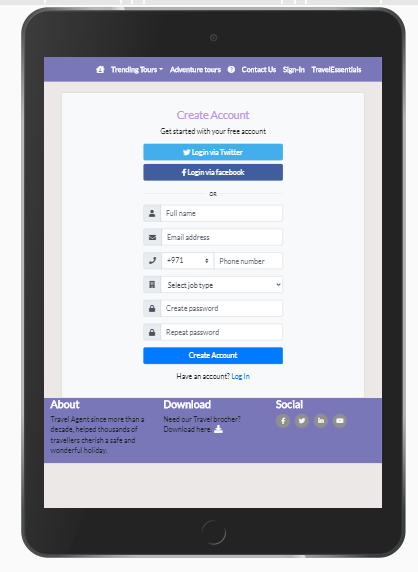 Trending Tours Adventure tours Contact Us Sign-In TravelEssentials
Create Account
Get started with your free account
Login via Twitter
Login via facebook
OR
Full name
Email address
+971 Phone number
Select job type
Create password
Repeat password
Create Account
Have an account? Log In
About
Travel Agent since more than a
decade, helped thousands of
travellers cherish a safe and
wonderful holiday.
Download
Need our Travel brocher?
Download here.
Social